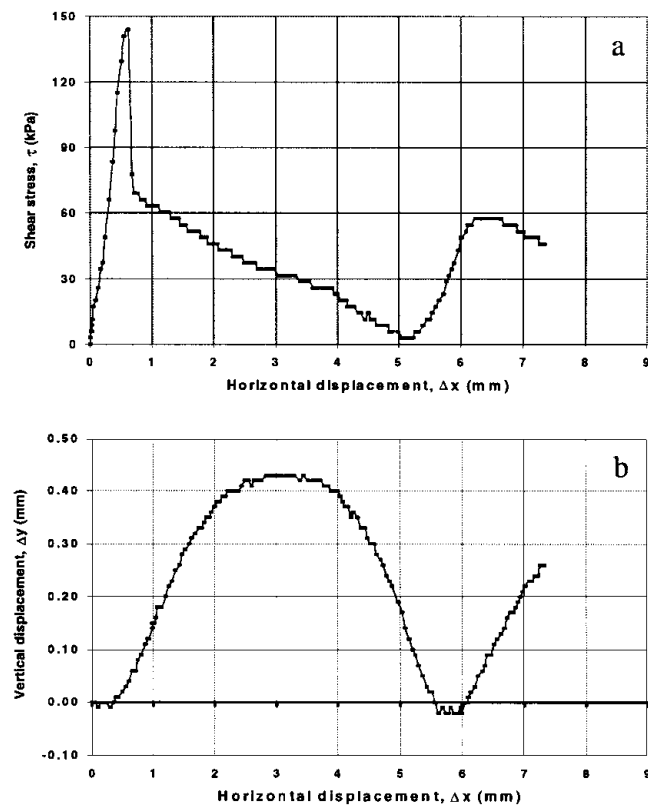 a
Shear stress, τ (kPa)
150
120
90
60
30
0
0 1 2 3 4 5 6 7 8 9
Horizontal displacement, Δx (mm)
b
Vertical displacement, Δy (mm)
0.50
0.40
0.30
0.20
0.10
0.00
-0.10
0 1 2 3 4 5 6 7 8 9
Horizontal displacement, Δx (mm)